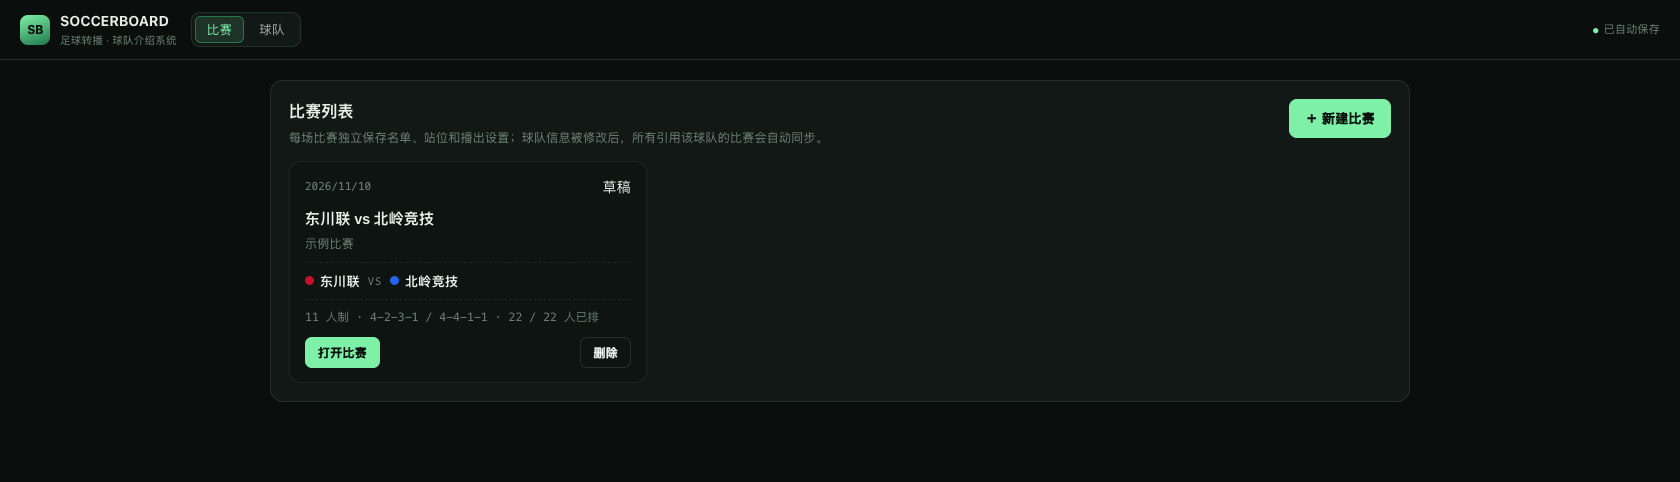 SB
SOCCERBOARD
足球转播 · 球队介绍系统
比赛
球队
已自动保存
比赛列表
每场比赛独立保存名单、站位和播出设置；球队信息被修改后，所有引用该球队的比赛会自动同步。
+ 新建比赛
2026/11/10
草稿
东川联 vs 北岭竞技
示例比赛
东川联 VS 北岭竞技
11 人制 · 4-2-3-1 / 4-4-1-1 · 22 / 22 人已排
打开比赛
删除